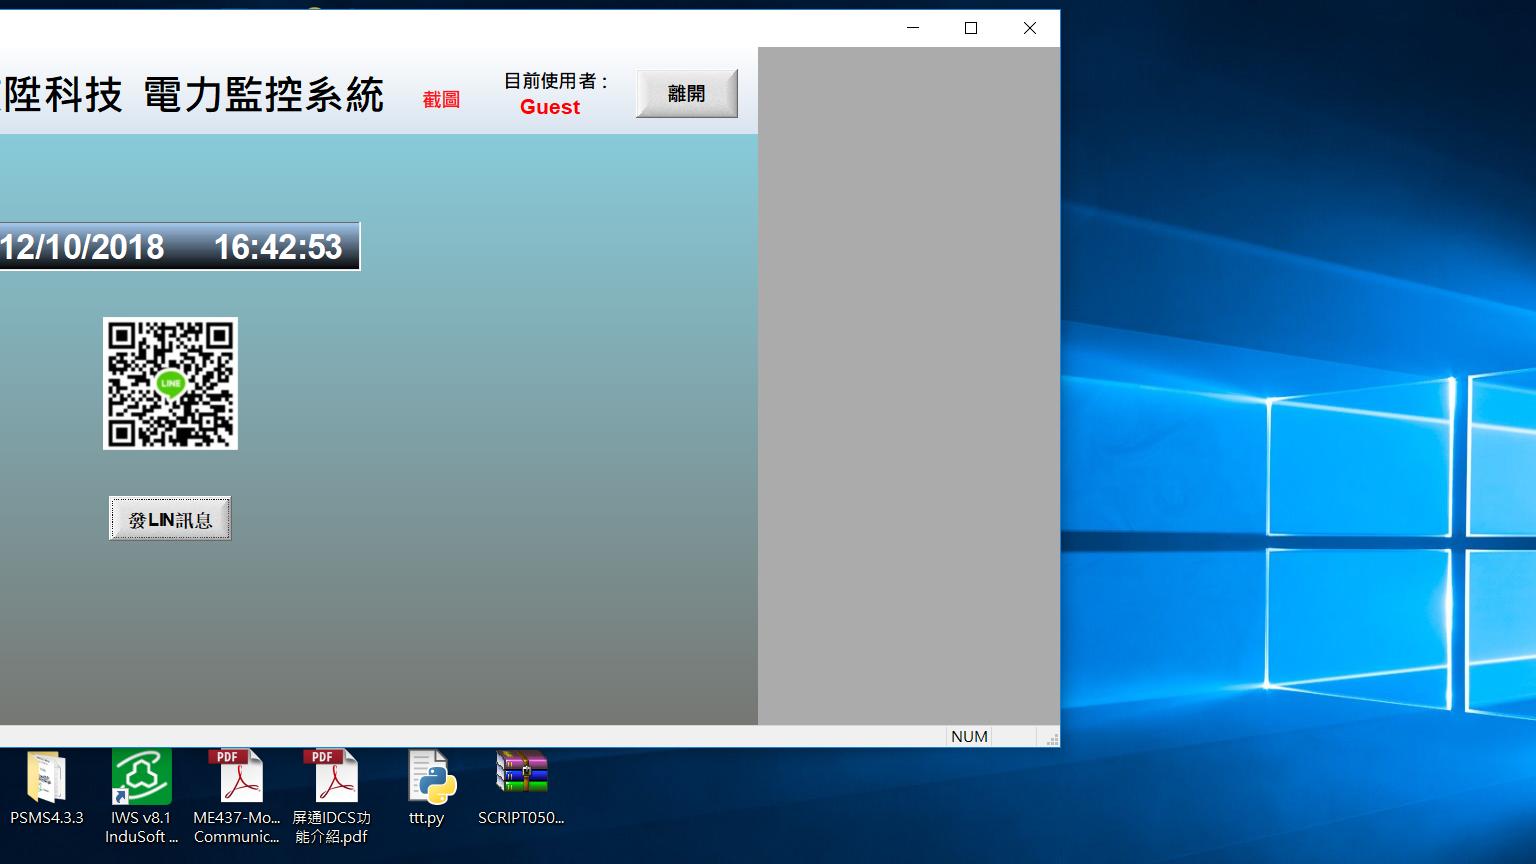 陞科技 電力監控系統
截圖
目前使用者 :
Guest
離開
12/10/2018 16:42:53
LINE
發LIN訊息
NUM
PSMS4.3.3
IWS v8.1
InduSoft ...
ME437-Mo...
Communic...
屏通IDCS功
能介紹.pdf
ttt.py
SCRIPT050...
PDF
PDF